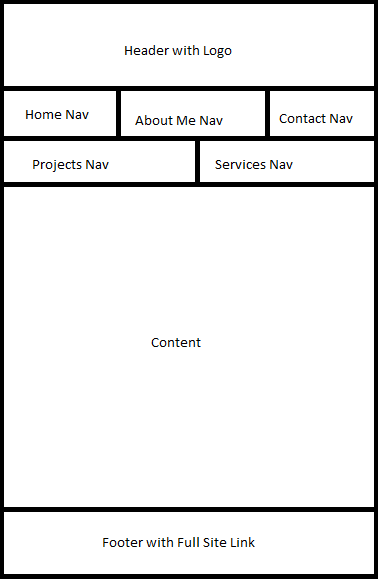 Header with Logo
Home Nav
About Me Nav
Contact Nav
Projects Nav
Services Nav
Content
Footer with Full Site Link